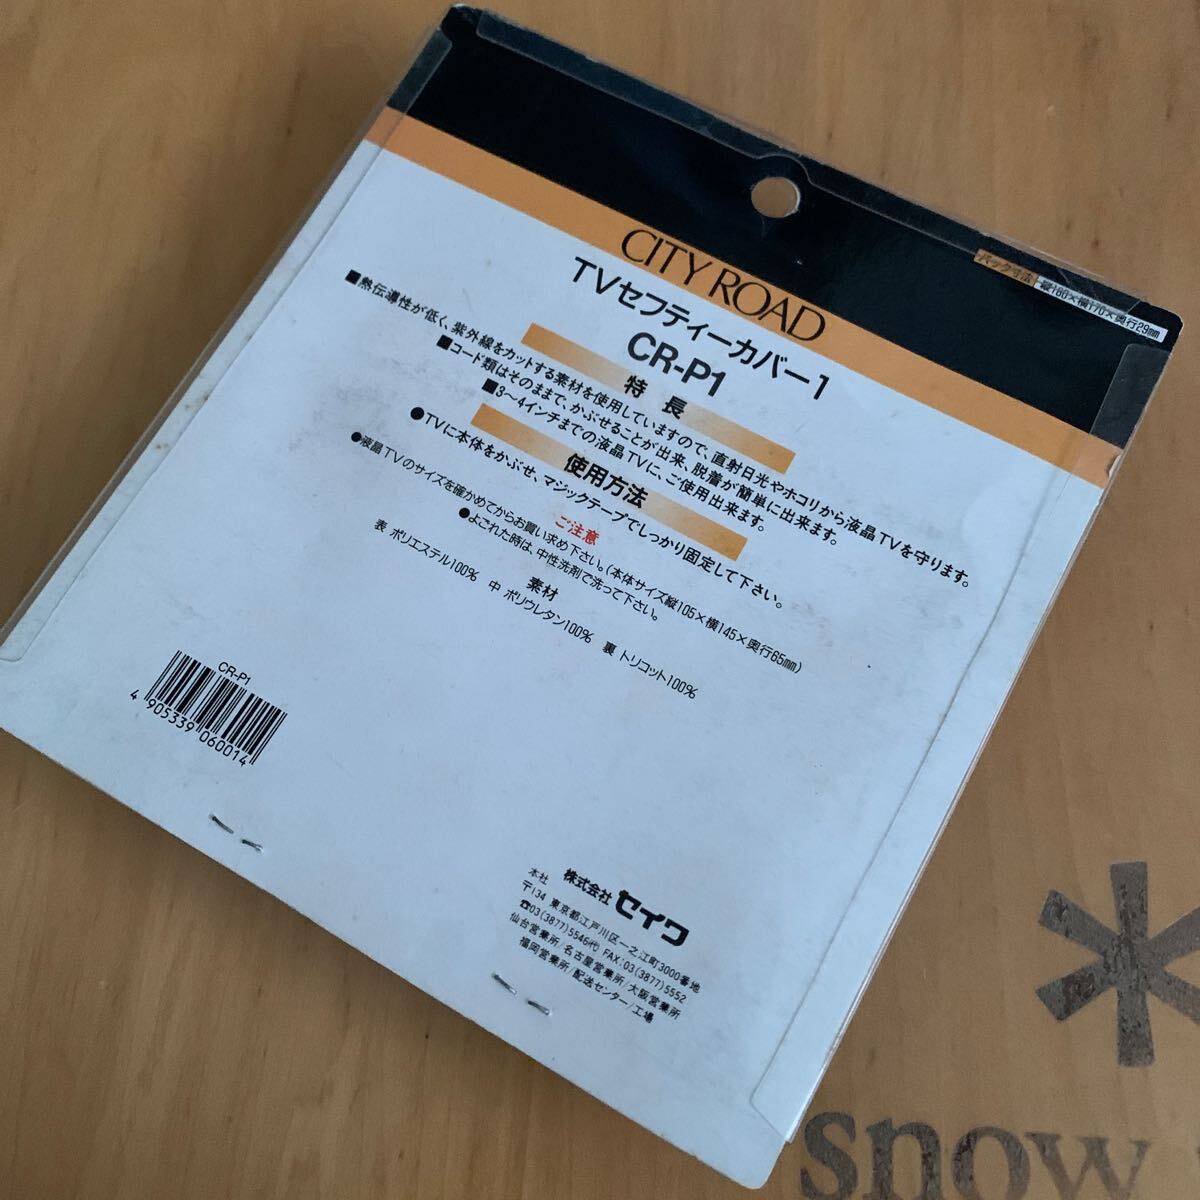 パック寸法 縦180×横170×奥行29mm
CITY ROAD
TVセフティーカバー1
CR-P1
特 長
■熱伝導性が低く、紫外線をカットする素材を使用していますので、直射日光やホコリから液晶TVを守ります。
■コード類はそのままで、かぶせることが出来、脱着が簡単に出来ます。
■3〜4インチまでの液晶TVに、ご使用出来ます。
使用方法
●TVに本体をかぶせ、マジックテープでしっかり固定して下さい。
ご注意
●液晶TVのサイズを確かめてからお買い求め下さい。(本体サイズ縦105×横145×奥行65mm)
●よごれた時は、中性洗剤で洗って下さい。
素材
表 ポリエステル100% 中 ポリウレタン100% 裏 トリコット100%
CR-P1
4 905339 060014
株式会社 セイワ
本社
〒134 東京都江戸川区一之江町3000番地
☎03(3877)5546代 FAX:03(3877)5552
仙台営業所/名古屋営業所/大阪営業所
福岡営業所/配送センター/工場
snow